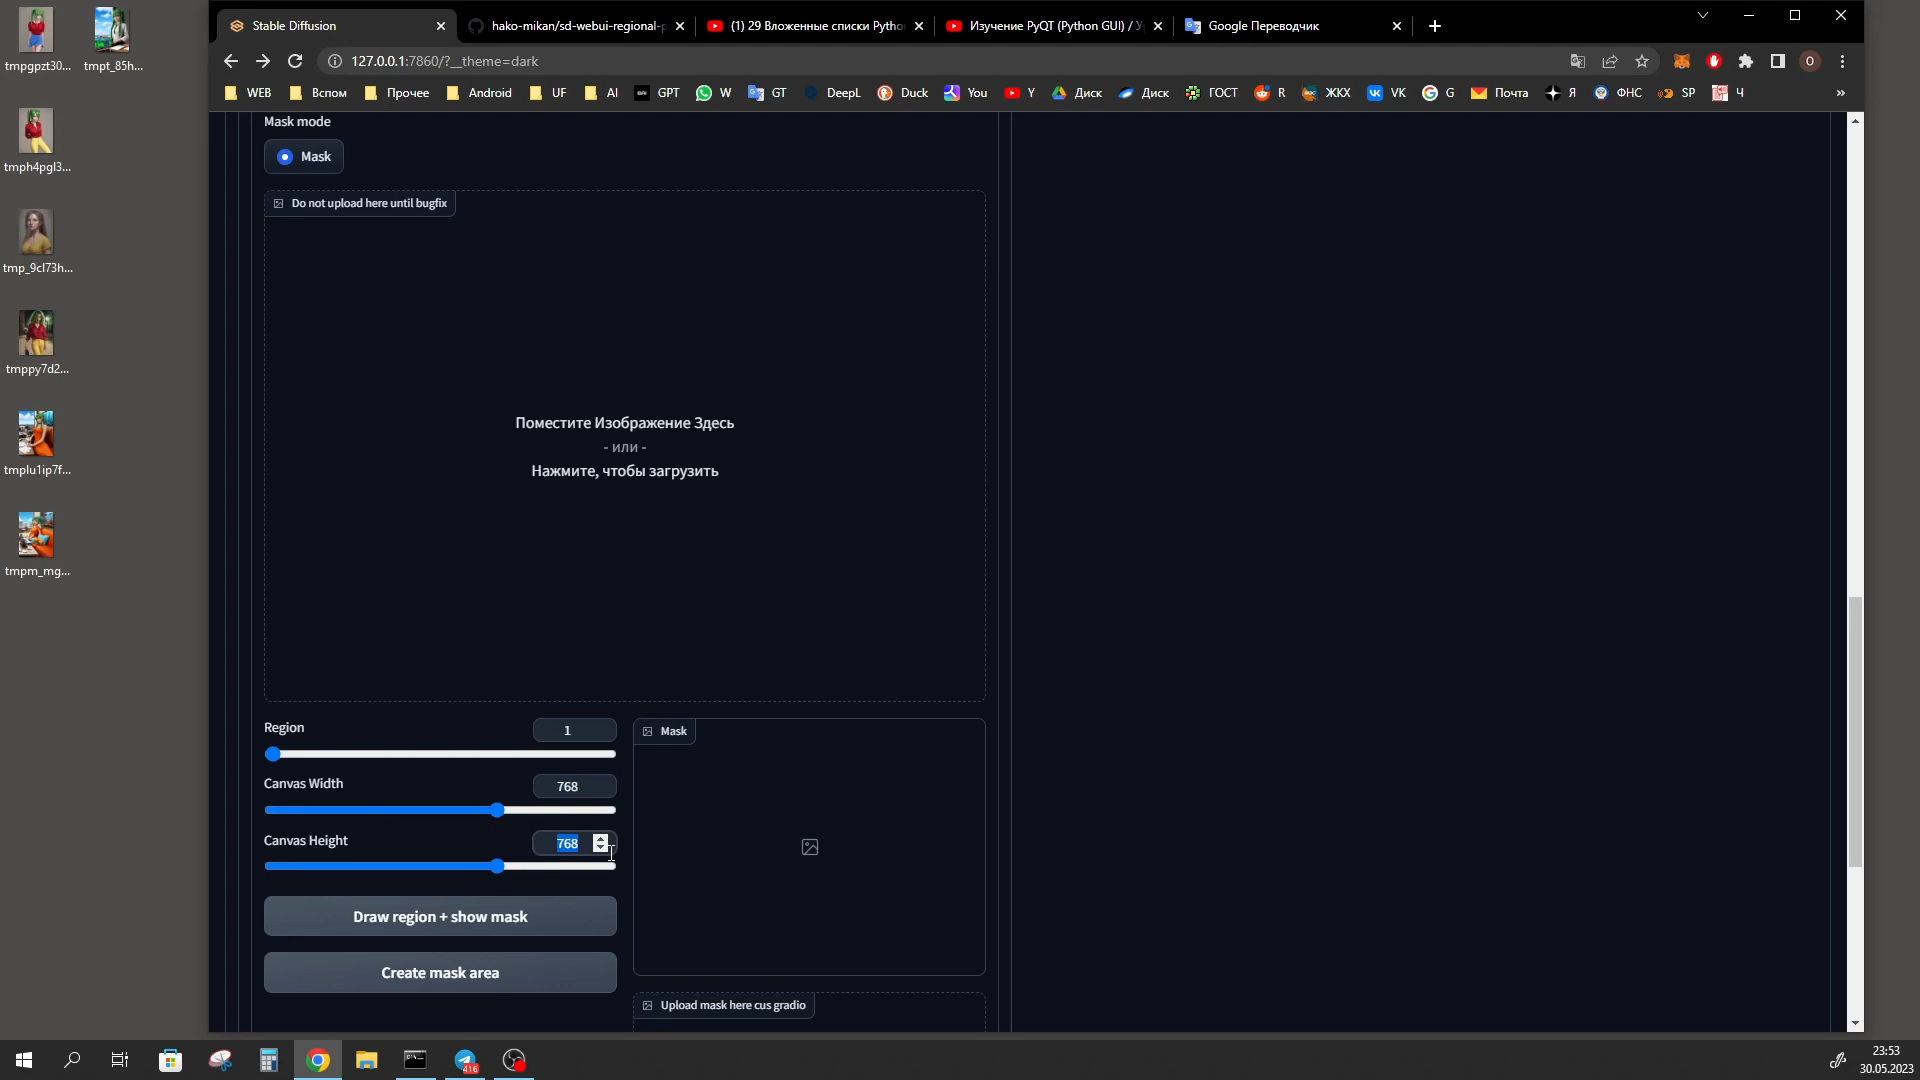 tmpgpzt30...
tmpt_85h...
tmph4pgl3...
tmp_9cl73h...
tmppy7d2...
tmplu1ip7f...
tmpm_mg...
Stable Diffusion
hako-mikan/sd-webui-regional-p
(1) 29 Вложенные списки Pytho
Изучение PyQT (Python GUI) / У
Google Переводчик
127.0.0.1:7860/?__theme=dark
O
WEB
Вспом
Прочее
Android
UF
AI
GPT
W
GT
DeepL
Duck
You
Y
Диск
Диск
ГОСТ
R
ЖКХ
VK
G
Почта
Я
ФНС
SP
Ч
»
Mask mode
Mask
Do not upload here until bugfix
Поместите Изображение Здесь
- или -
Нажмите, чтобы загрузить
Region
1
Mask
Canvas Width
768
Canvas Height
768
Draw region + show mask
Create mask area
Upload mask here cus gradio
416
23:53
30.05.2023